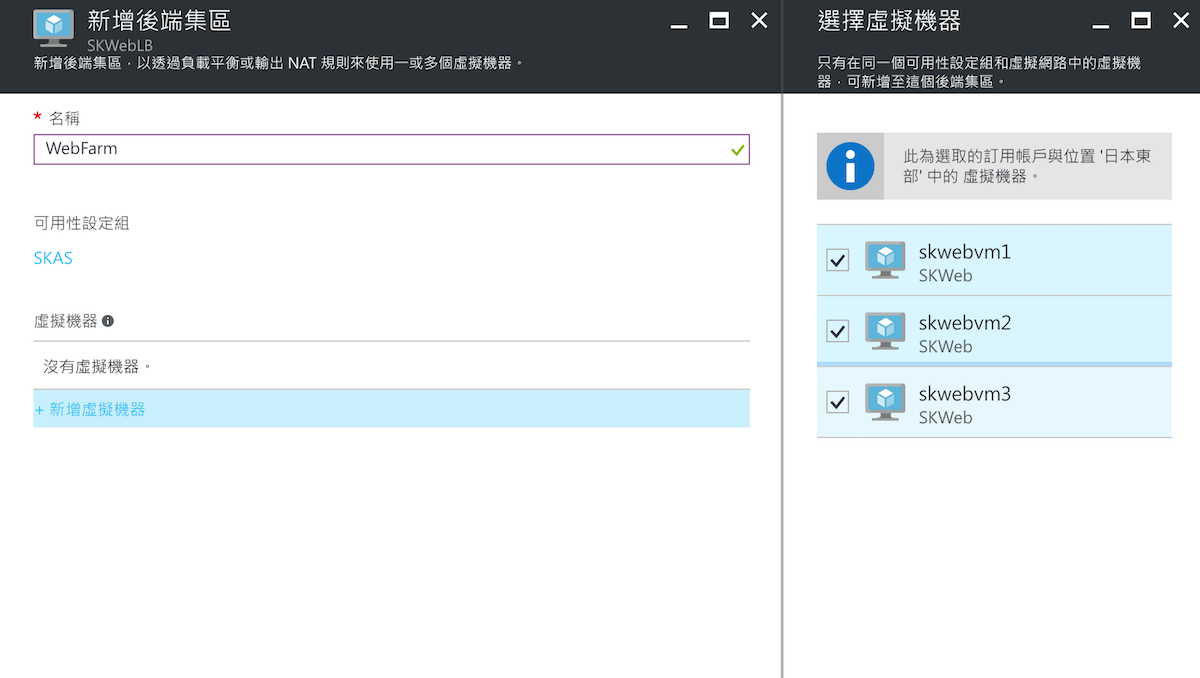 新增後端集區
SKWebLB
新增後端集區，以透過負載平衡或輸出 NAT 規則來使用一或多個虛擬機器。
* 名稱
WebFarm
可用性設定組
SKAS
虛擬機器
沒有虛擬機器。
+ 新增虛擬機器
選擇虛擬機器
只有在同一個可用性設定組和虛擬網路中的虛擬機
器，可新增至這個後端集區。
此為選取的訂用帳戶與位置 '日本東
部' 中的 虛擬機器。
skwebvm1
SKWeb
skwebvm2
SKWeb
skwebvm3
SKWeb